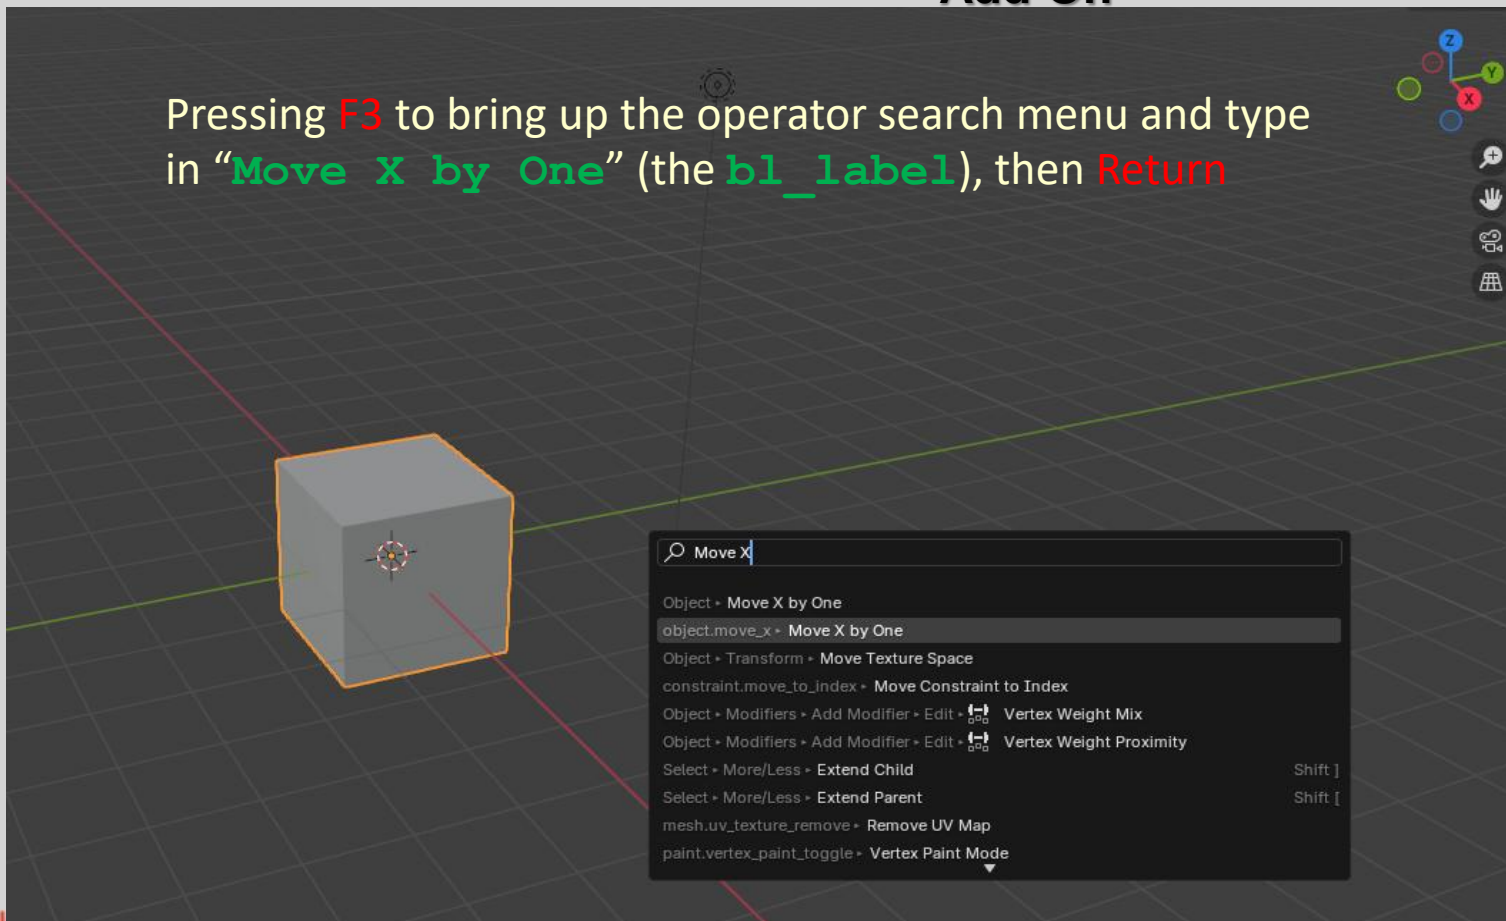 Add-On
Pressing F3 to bring up the operator search menu and type
in “Move X by One” (the bl_label), then Return
Z
Y
X
Move X
Object ▸ Move X by One
object.move_x ▸ Move X by One
Object ▸ Transform ▸ Move Texture Space
constraint.move_to_index ▸ Move Constraint to Index
Object ▸ Modifiers ▸ Add Modifier ▸ Edit ▸ Vertex Weight Mix
Object ▸ Modifiers ▸ Add Modifier ▸ Edit ▸ Vertex Weight Proximity
Select ▸ More/Less ▸ Extend Child Shift ]
Select ▸ More/Less ▸ Extend Parent Shift [
mesh.uv_texture_remove ▸ Remove UV Map
paint.vertex_paint_toggle ▸ Vertex Paint Mode